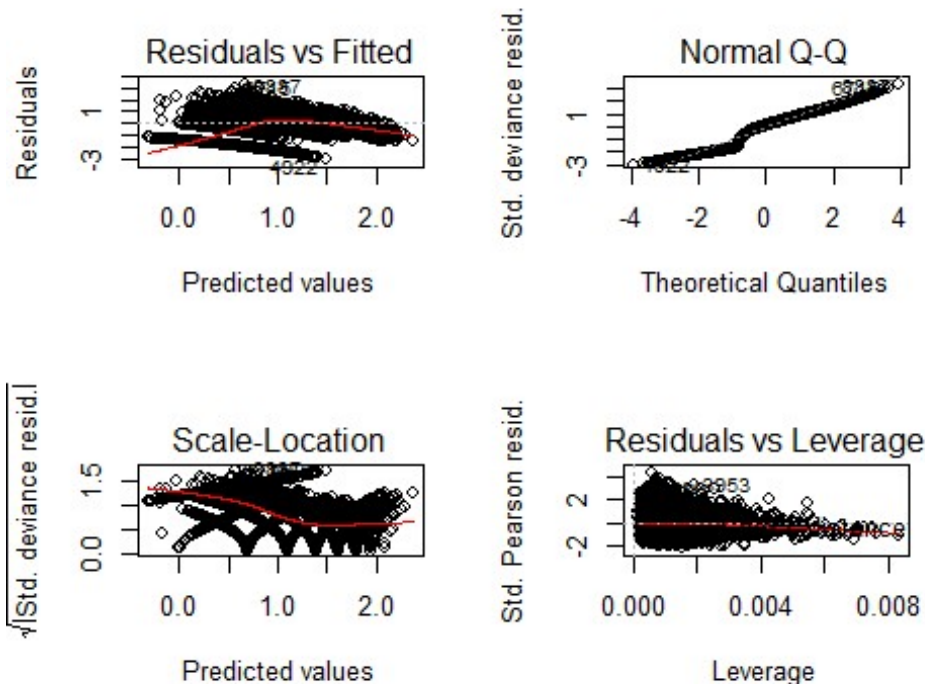 Residuals vs Fitted
Residuals
1
-3
4922
0.0 1.0 2.0
Predicted values
Normal Q-Q
Std. deviance resid.
1
-3
-4 -2 0 2 4
Theoretical Quantiles
Scale-Location
√|Std. deviance resid.|
1.5
0.0
0.0 1.0 2.0
Predicted values
Residuals vs Leverage
Std. Pearson resid.
2
-2
0.000 0.004 0.008
Leverage